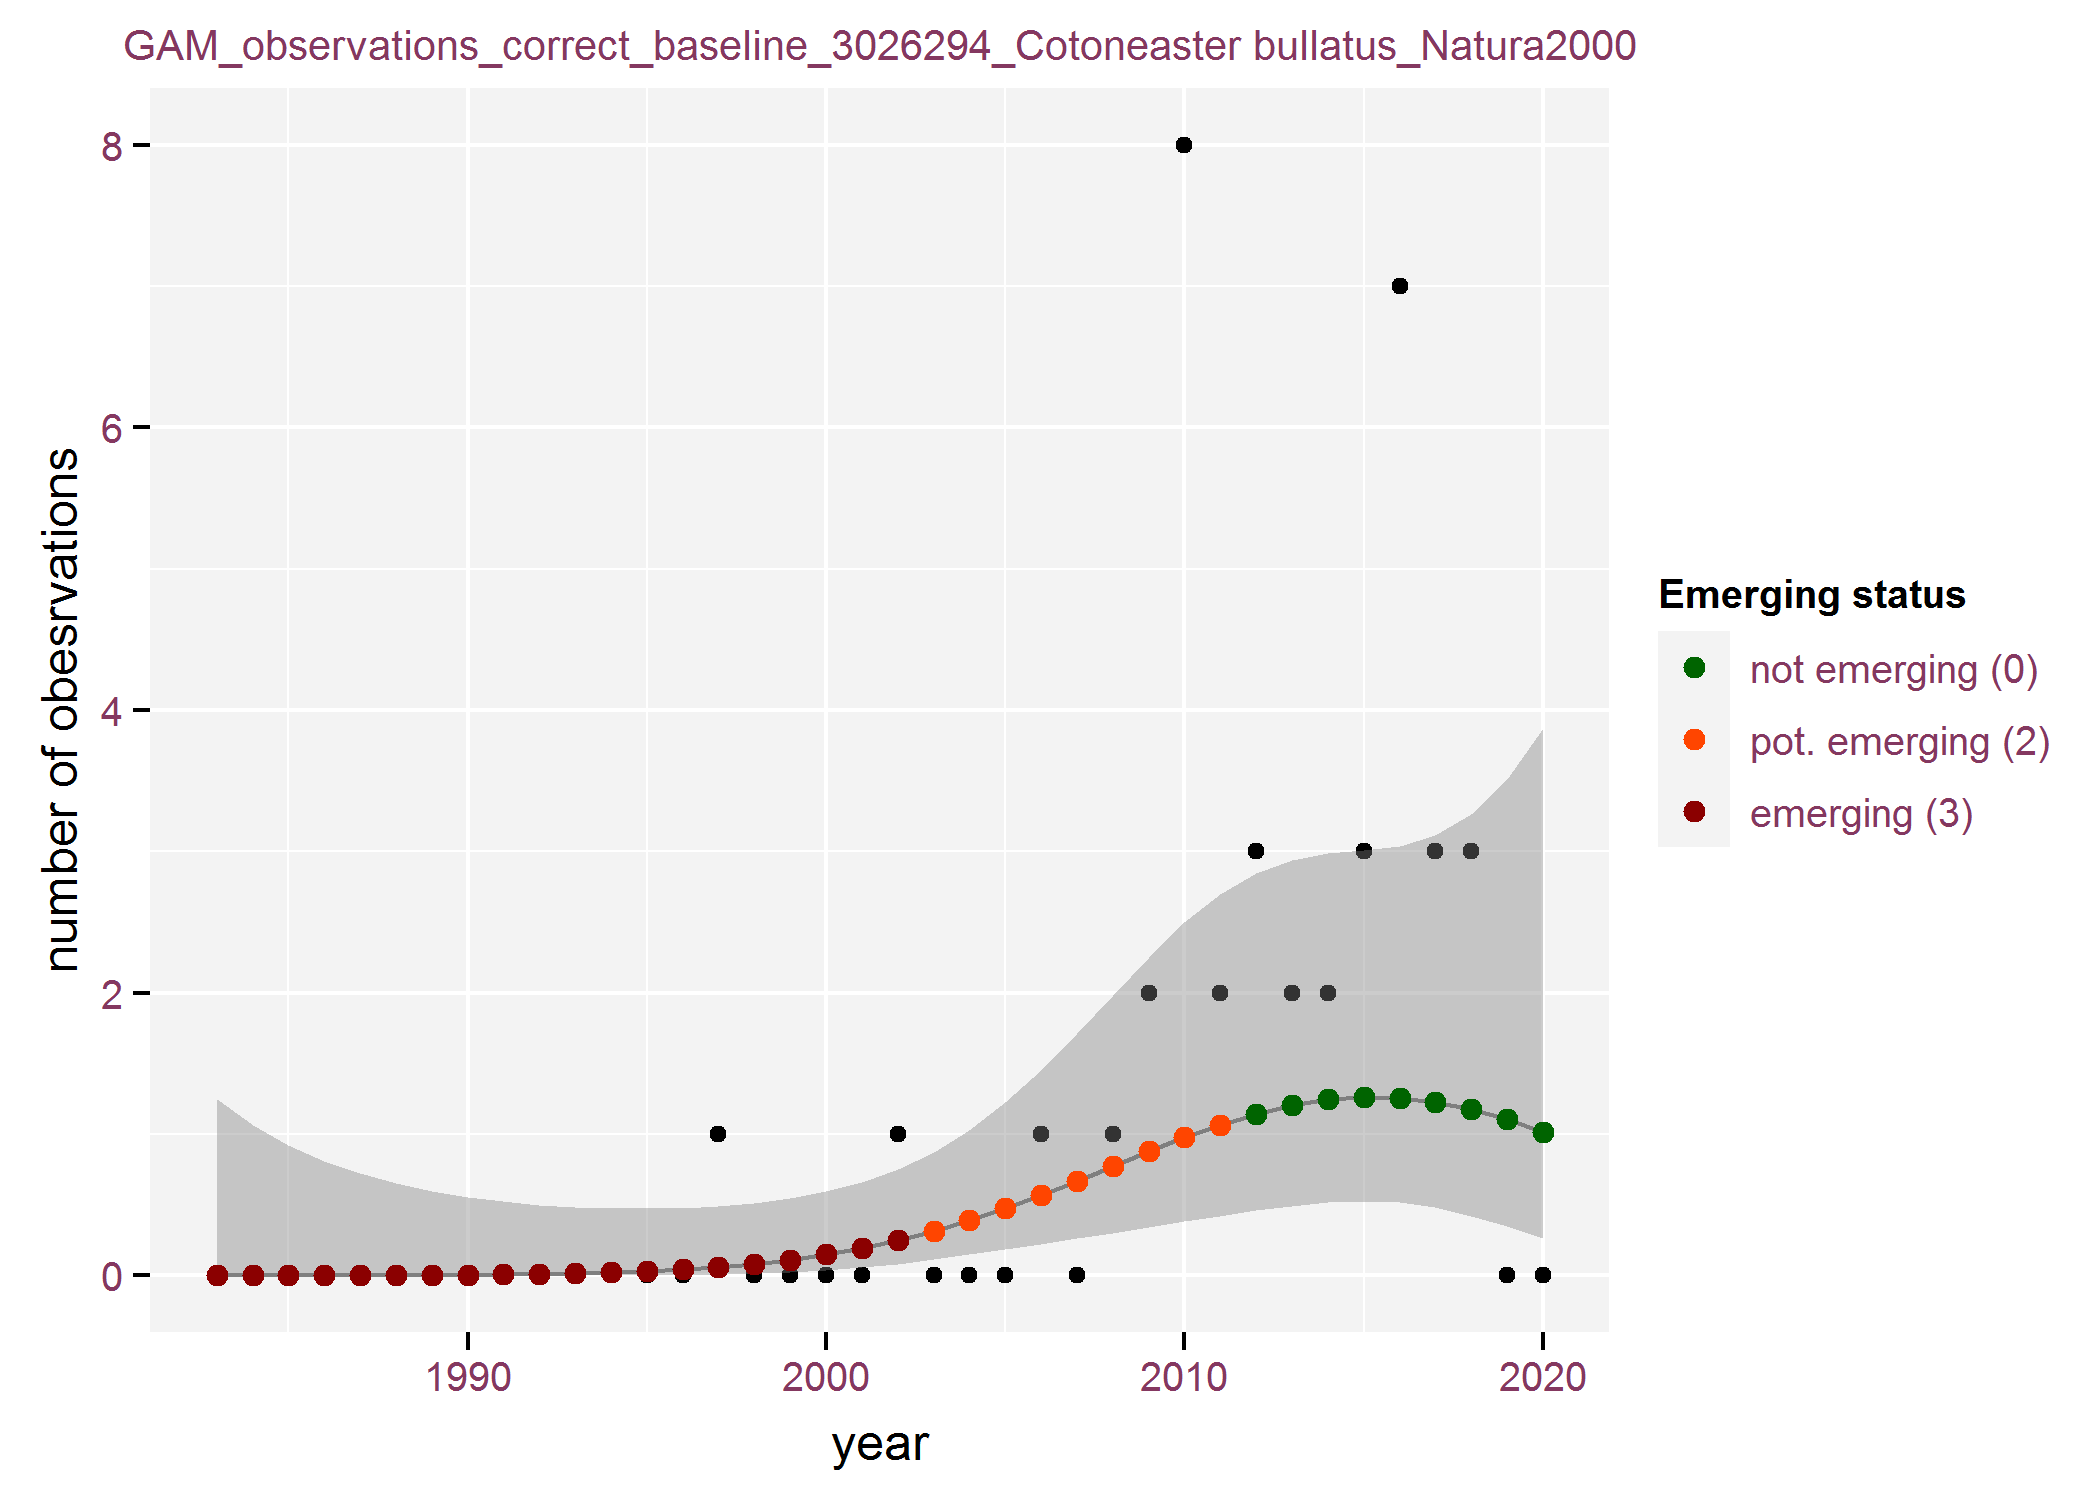 GAM_observations_correct_baseline_3026294_Cotoneaster bullatus_Natura2000
8
6
4
2
0
number of obesrvations
1990
2000
2010
2020
year
Emerging status
not emerging (0)
pot. emerging (2)
emerging (3)